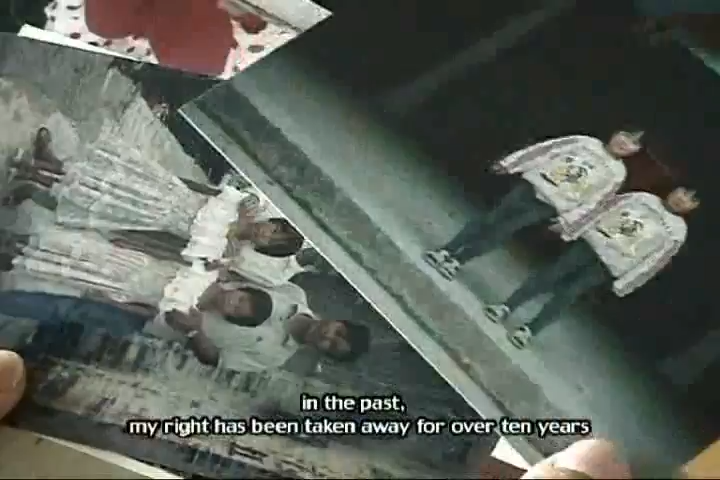 in the past,
my right has been taken away for over ten years